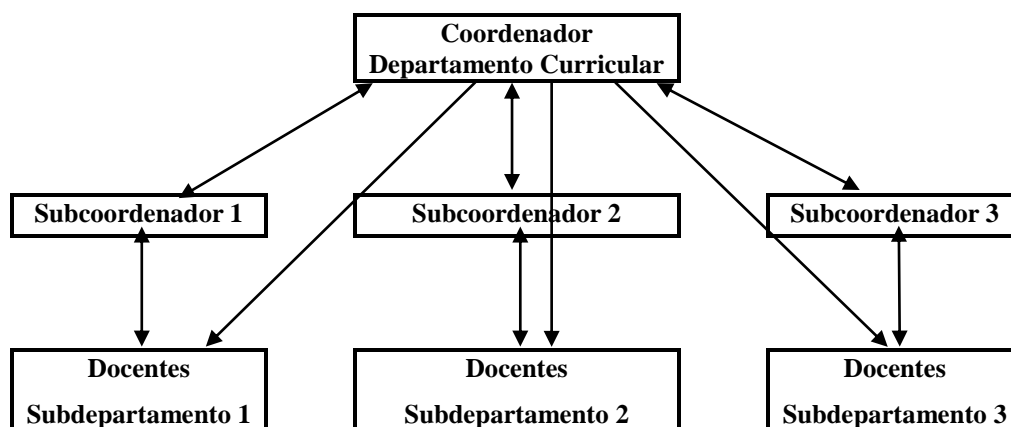 Coordenador
Departamento Curricular
Subcoordenador 1
Subcoordenador 2
Subcoordenador 3
Docentes
Subdepartamento 1
Docentes
Subdepartamento 2
Docentes
Subdepartamento 3